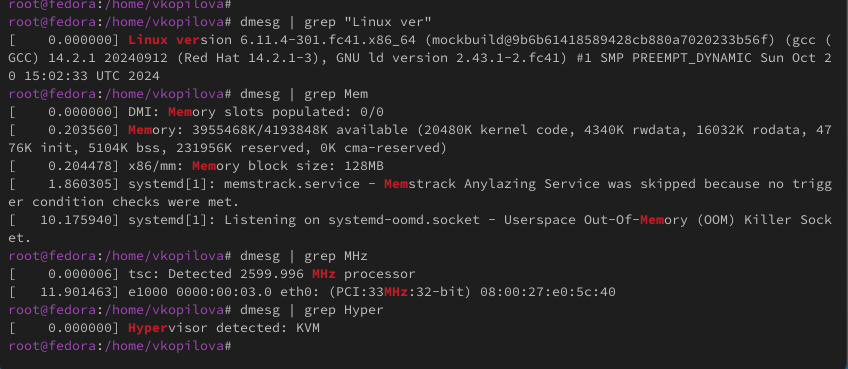 root@fedora:/home/vkopilova#
root@fedora:/home/vkopilova# dmesg | grep "Linux ver"
[    0.000000] Linux version 6.11.4-301.fc41.x86_64 (mockbuild@9b6b61418589428cb880a7020233b56f) (gcc (
GCC) 14.2.1 20240912 (Red Hat 14.2.1-3), GNU ld version 2.43.1-2.fc41) #1 SMP PREEMPT_DYNAMIC Sun Oct 2
0 15:02:33 UTC 2024
root@fedora:/home/vkopilova# dmesg | grep Mem
[    0.000000] DMI: Memory slots populated: 0/0
[    0.203560] Memory: 3955468K/4193848K available (20480K kernel code, 4340K rwdata, 16032K rodata, 47
76K init, 5104K bss, 231956K reserved, 0K cma-reserved)
[    0.204478] x86/mm: Memory block size: 128MB
[    1.860305] systemd[1]: memstrack.service - Memstrack Anylazing Service was skipped because no trigg
er condition checks were met.
[   10.175940] systemd[1]: Listening on systemd-oomd.socket - Userspace Out-Of-Memory (OOM) Killer Sock
et.
root@fedora:/home/vkopilova# dmesg | grep MHz
[    0.000006] tsc: Detected 2599.996 MHz processor
[   11.901463] e1000 0000:00:03.0 eth0: (PCI:33MHz:32-bit) 08:00:27:e0:5c:40
root@fedora:/home/vkopilova# dmesg | grep Hyper
[    0.000000] Hypervisor detected: KVM
root@fedora:/home/vkopilova#